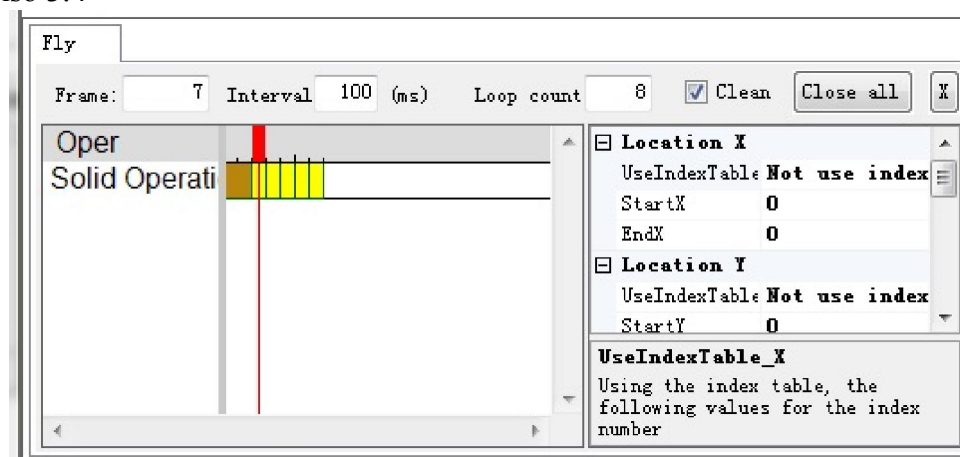 Fly
Frame: 7 Interval 100 (ms) Loop count 8 Clean Close all X
Oper
Solid Operati
Location X
UseIndexTable Not use index
StartX 0
EndX 0
Location Y
UseIndexTable Not use index
StartY 0
UseIndexTable_X
Using the index table, the
following values for the index
number